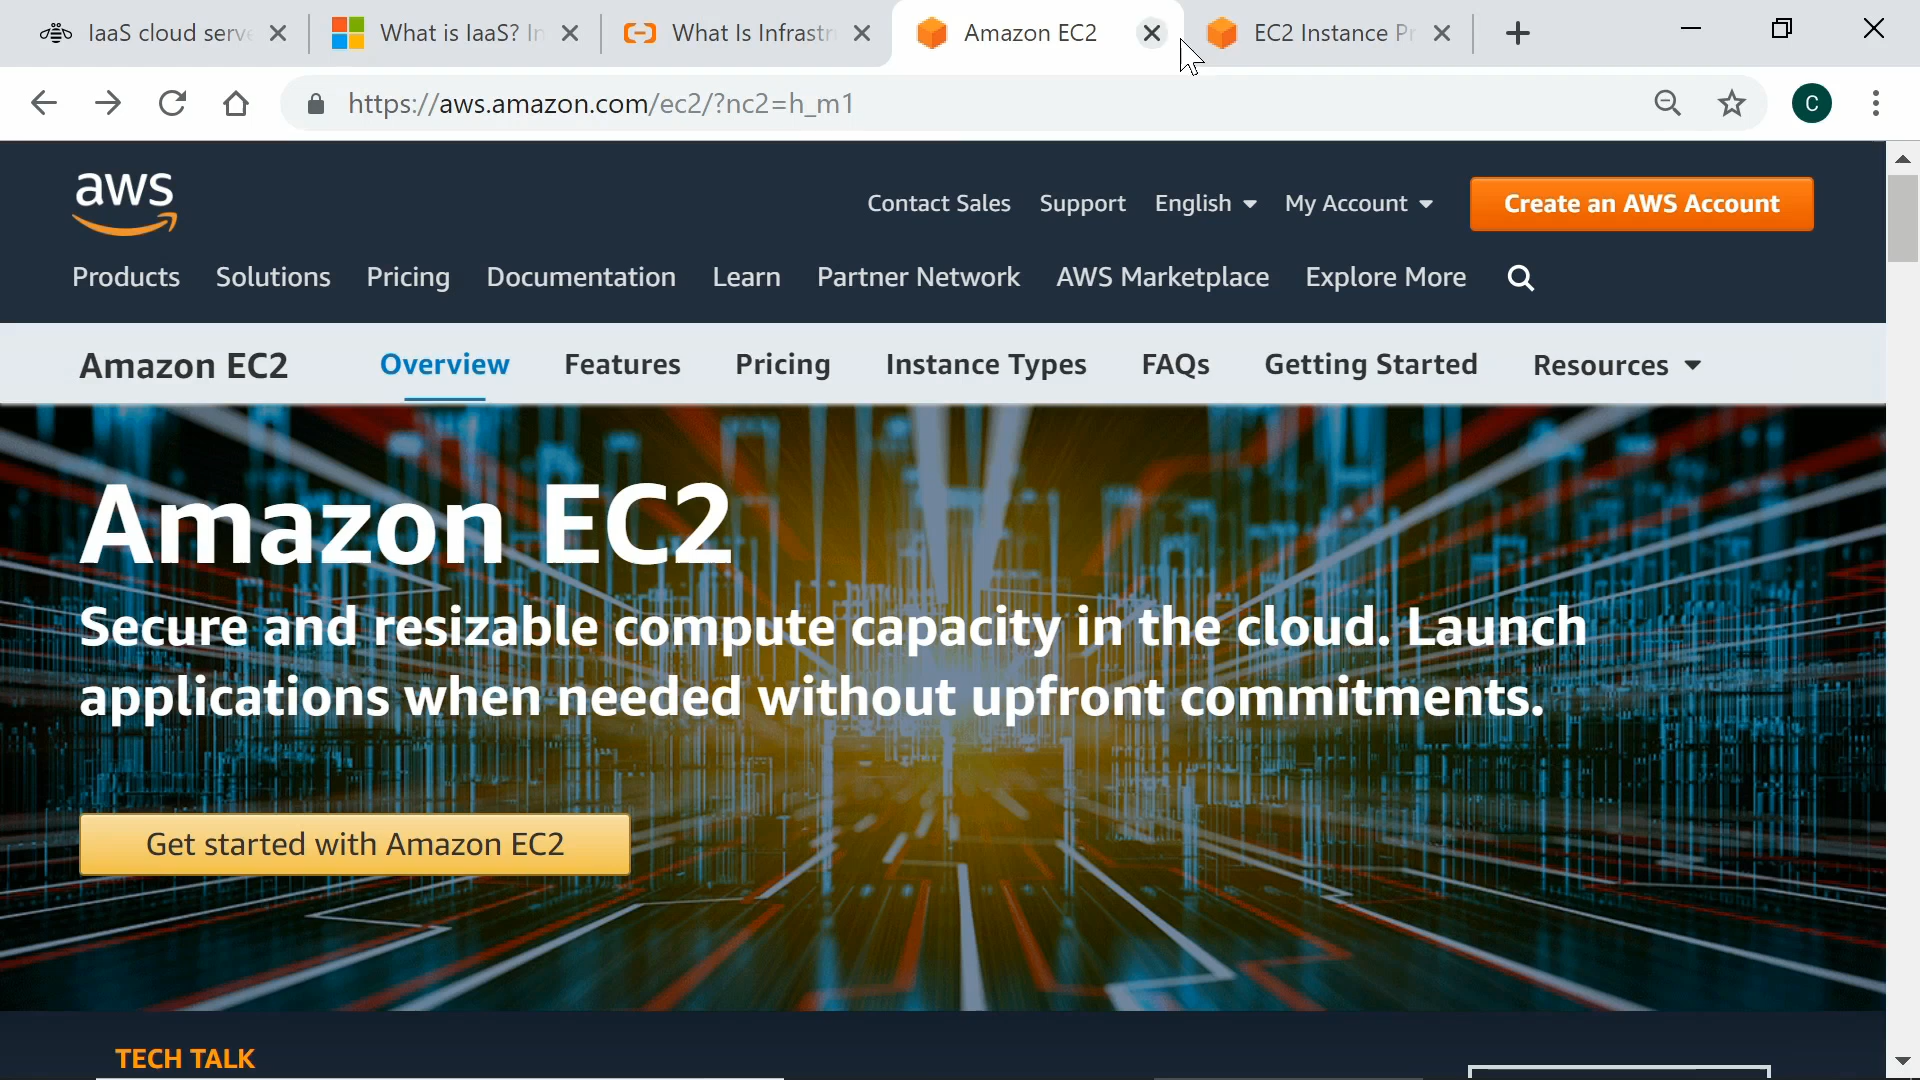 IaaS cloud serve
What is IaaS? In
What Is Infrastr
Amazon EC2
EC2 Instance Pr
https://aws.amazon.com/ec2/?nc2=h_m1
C
aws
Contact Sales
Support
English
My Account
Create an AWS Account
Products
Solutions
Pricing
Documentation
Learn
Partner Network
AWS Marketplace
Explore More
Amazon EC2
Overview
Features
Pricing
Instance Types
FAQs
Getting Started
Resources
Amazon EC2
Secure and resizable compute capacity in the cloud. Launch
applications when needed without upfront commitments.
Get started with Amazon EC2
TECH TALK